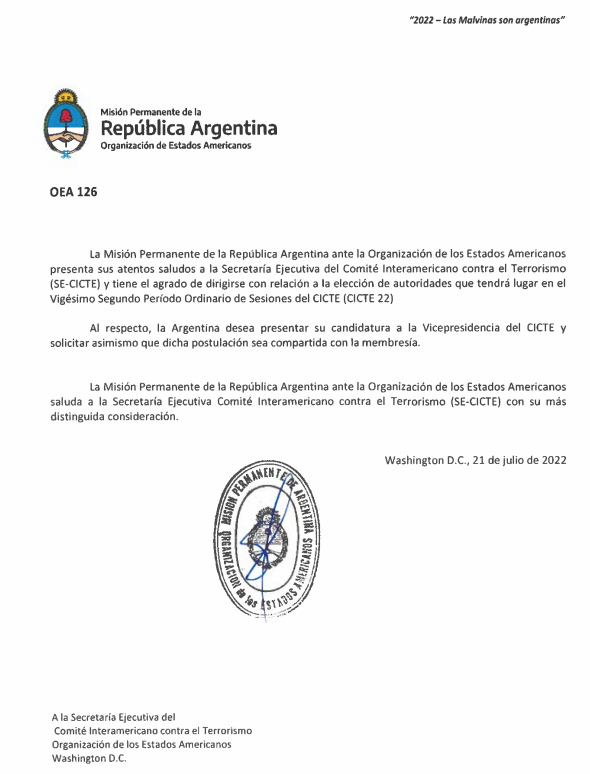 "2022 – Las Malvinas son argentinas"
Misión Permanente de la
República Argentina
Organización de Estados Americanos
OEA 126
La Misión Permanente de la República Argentina ante la Organización de los Estados Americanos
presenta sus atentos saludos a la Secretaría Ejecutiva del Comité Interamericano contra el Terrorismo
(SE-CICTE) y tiene el agrado de dirigirse con relación a la elección de autoridades que tendrá lugar en el
Vigésimo Segundo Período Ordinario de Sesiones del CICTE (CICTE 22)
Al respecto, la Argentina desea presentar su candidatura a la Vicepresidencia del CICTE y
solicitar asimismo que dicha postulación sea compartida con la membresía.
La Misión Permanente de la República Argentina ante la Organización de los Estados Americanos
saluda a la Secretaría Ejecutiva Comité Interamericano contra el Terrorismo (SE-CICTE) con su más
distinguida consideración.
Washington D.C., 21 de julio de 2022
MISIÓN PERMANENTE DE ARGENTINA
ORGANIZACION de los ESTADOS AMERICANOS
A la Secretaría Ejecutiva del
Comité Interamericano contra el Terrorismo
Organización de los Estados Americanos
Washington D.C.